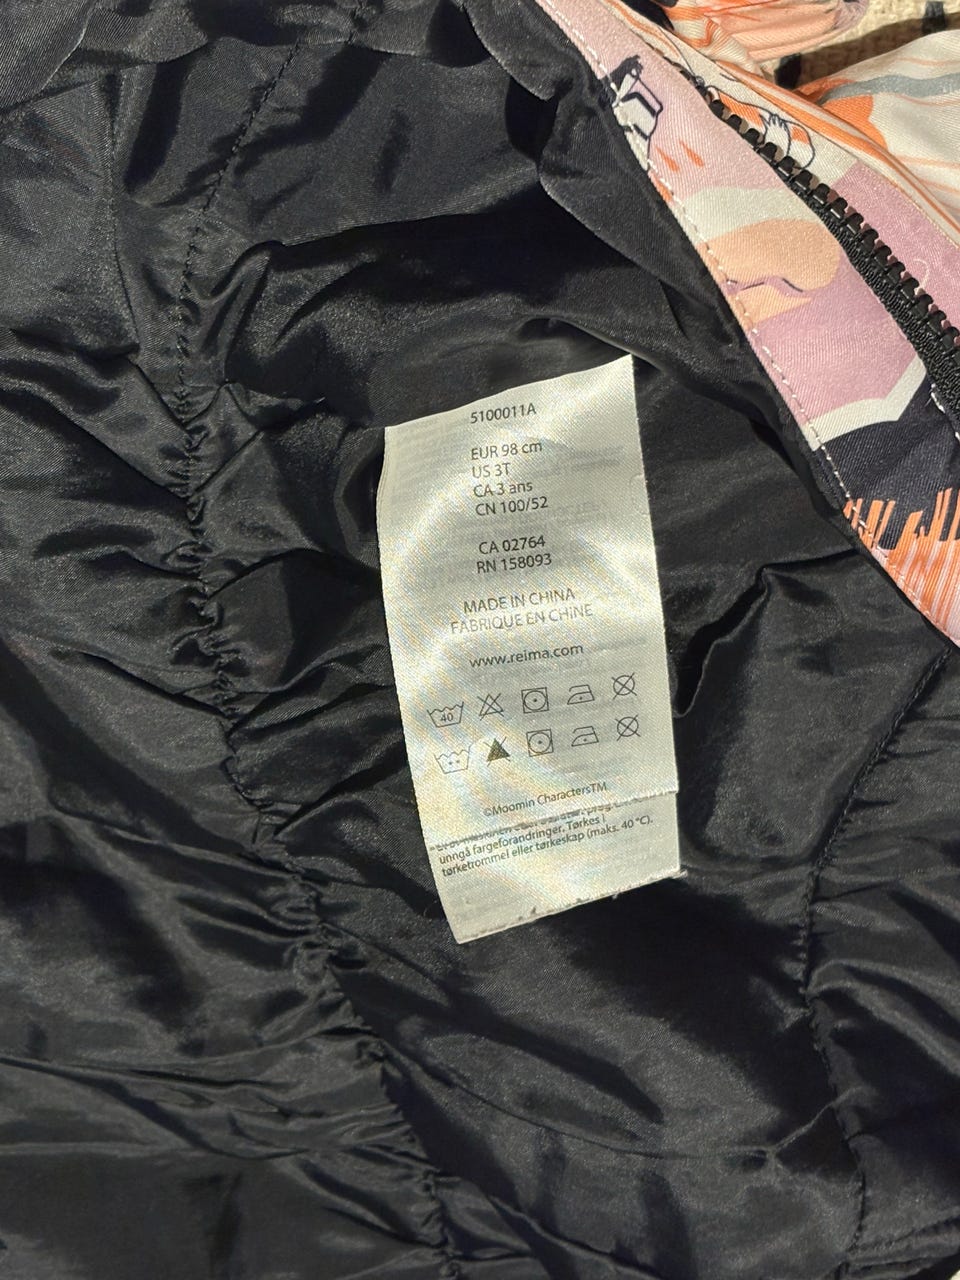 5100011A
EUR 98 cm
US 3T
CA 3 ans
CN 100/52
CA 02764
RN 158093
MADE IN CHINA
FABRIQUE EN CHINE
www.reima.com
40
©Moomin CharactersTM
unngå fargeforandringer. Tørkes i
tørketrommel eller tørkeskap (maks. 40 °C).